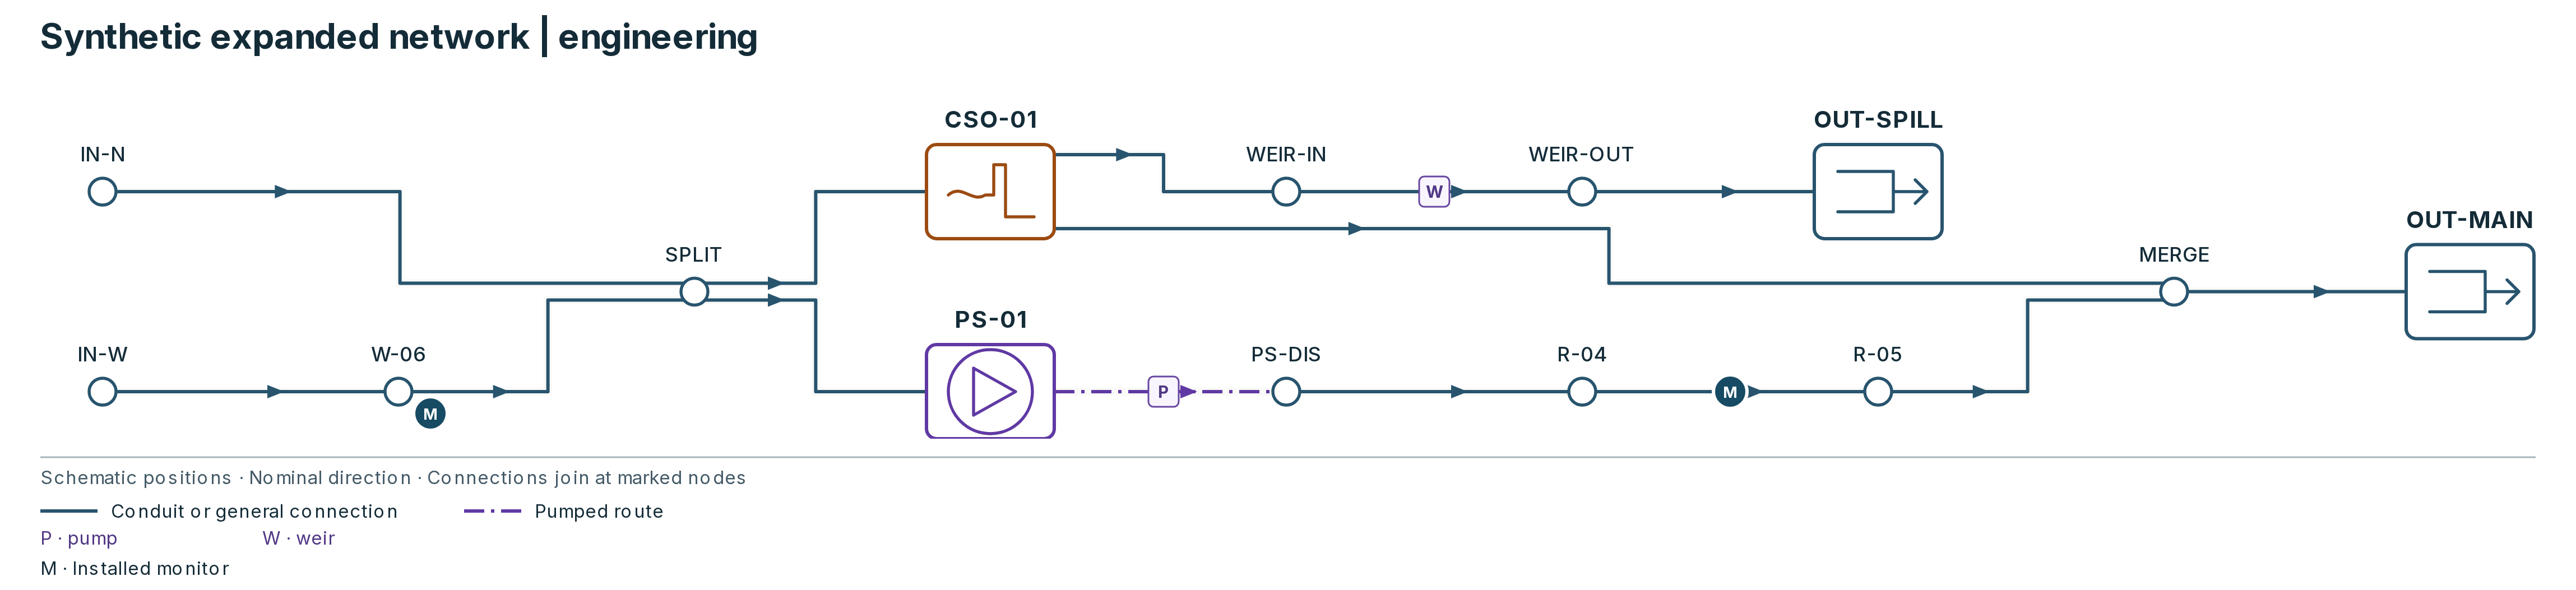 Synthetic expanded network | engineering
CSO-01
OUT-SPILL
IN-N
WEIR-IN
WEIR-OUT
W
OUT-MAIN
SPLIT
MERGE
PS-01
IN-W
W-06
PS-DIS
R-04
R-05
P
M
M
Schematic positions · Nominal direction · Connections join at marked nodes
Conduit or general connection
Pumped route
P · pump
W · weir
M · Installed monitor